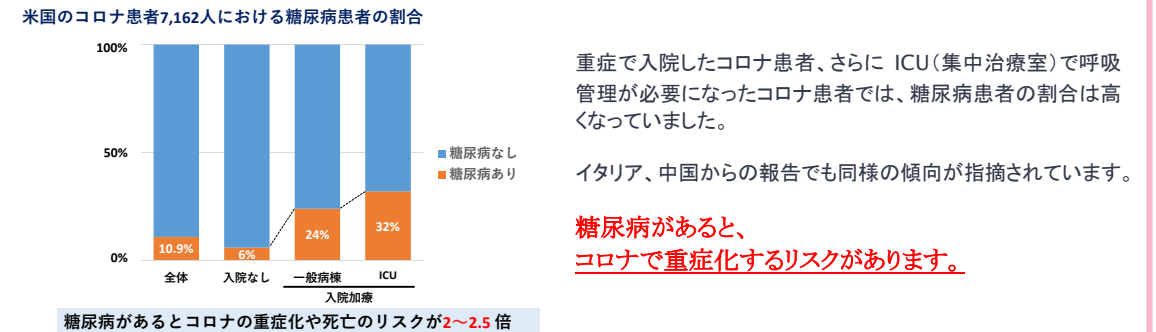 米国のコロナ患者7,162人における糖尿病患者の割合
100%
50%
0%
10.9%
6%
24%
32%
全体
入院なし
一般病棟
ICU
入院加療
糖尿病なし
糖尿病あり
糖尿病があるとコロナの重症化や死亡のリスクが2～2.5 倍
重症で入院したコロナ患者、さらに ICU（集中治療室）で呼吸
管理が必要になったコロナ患者では、糖尿病患者の割合は高
くなっていました。
イタリア、中国からの報告でも同様の傾向が指摘されています。
糖尿病があると、
コロナで重症化するリスクがあります。